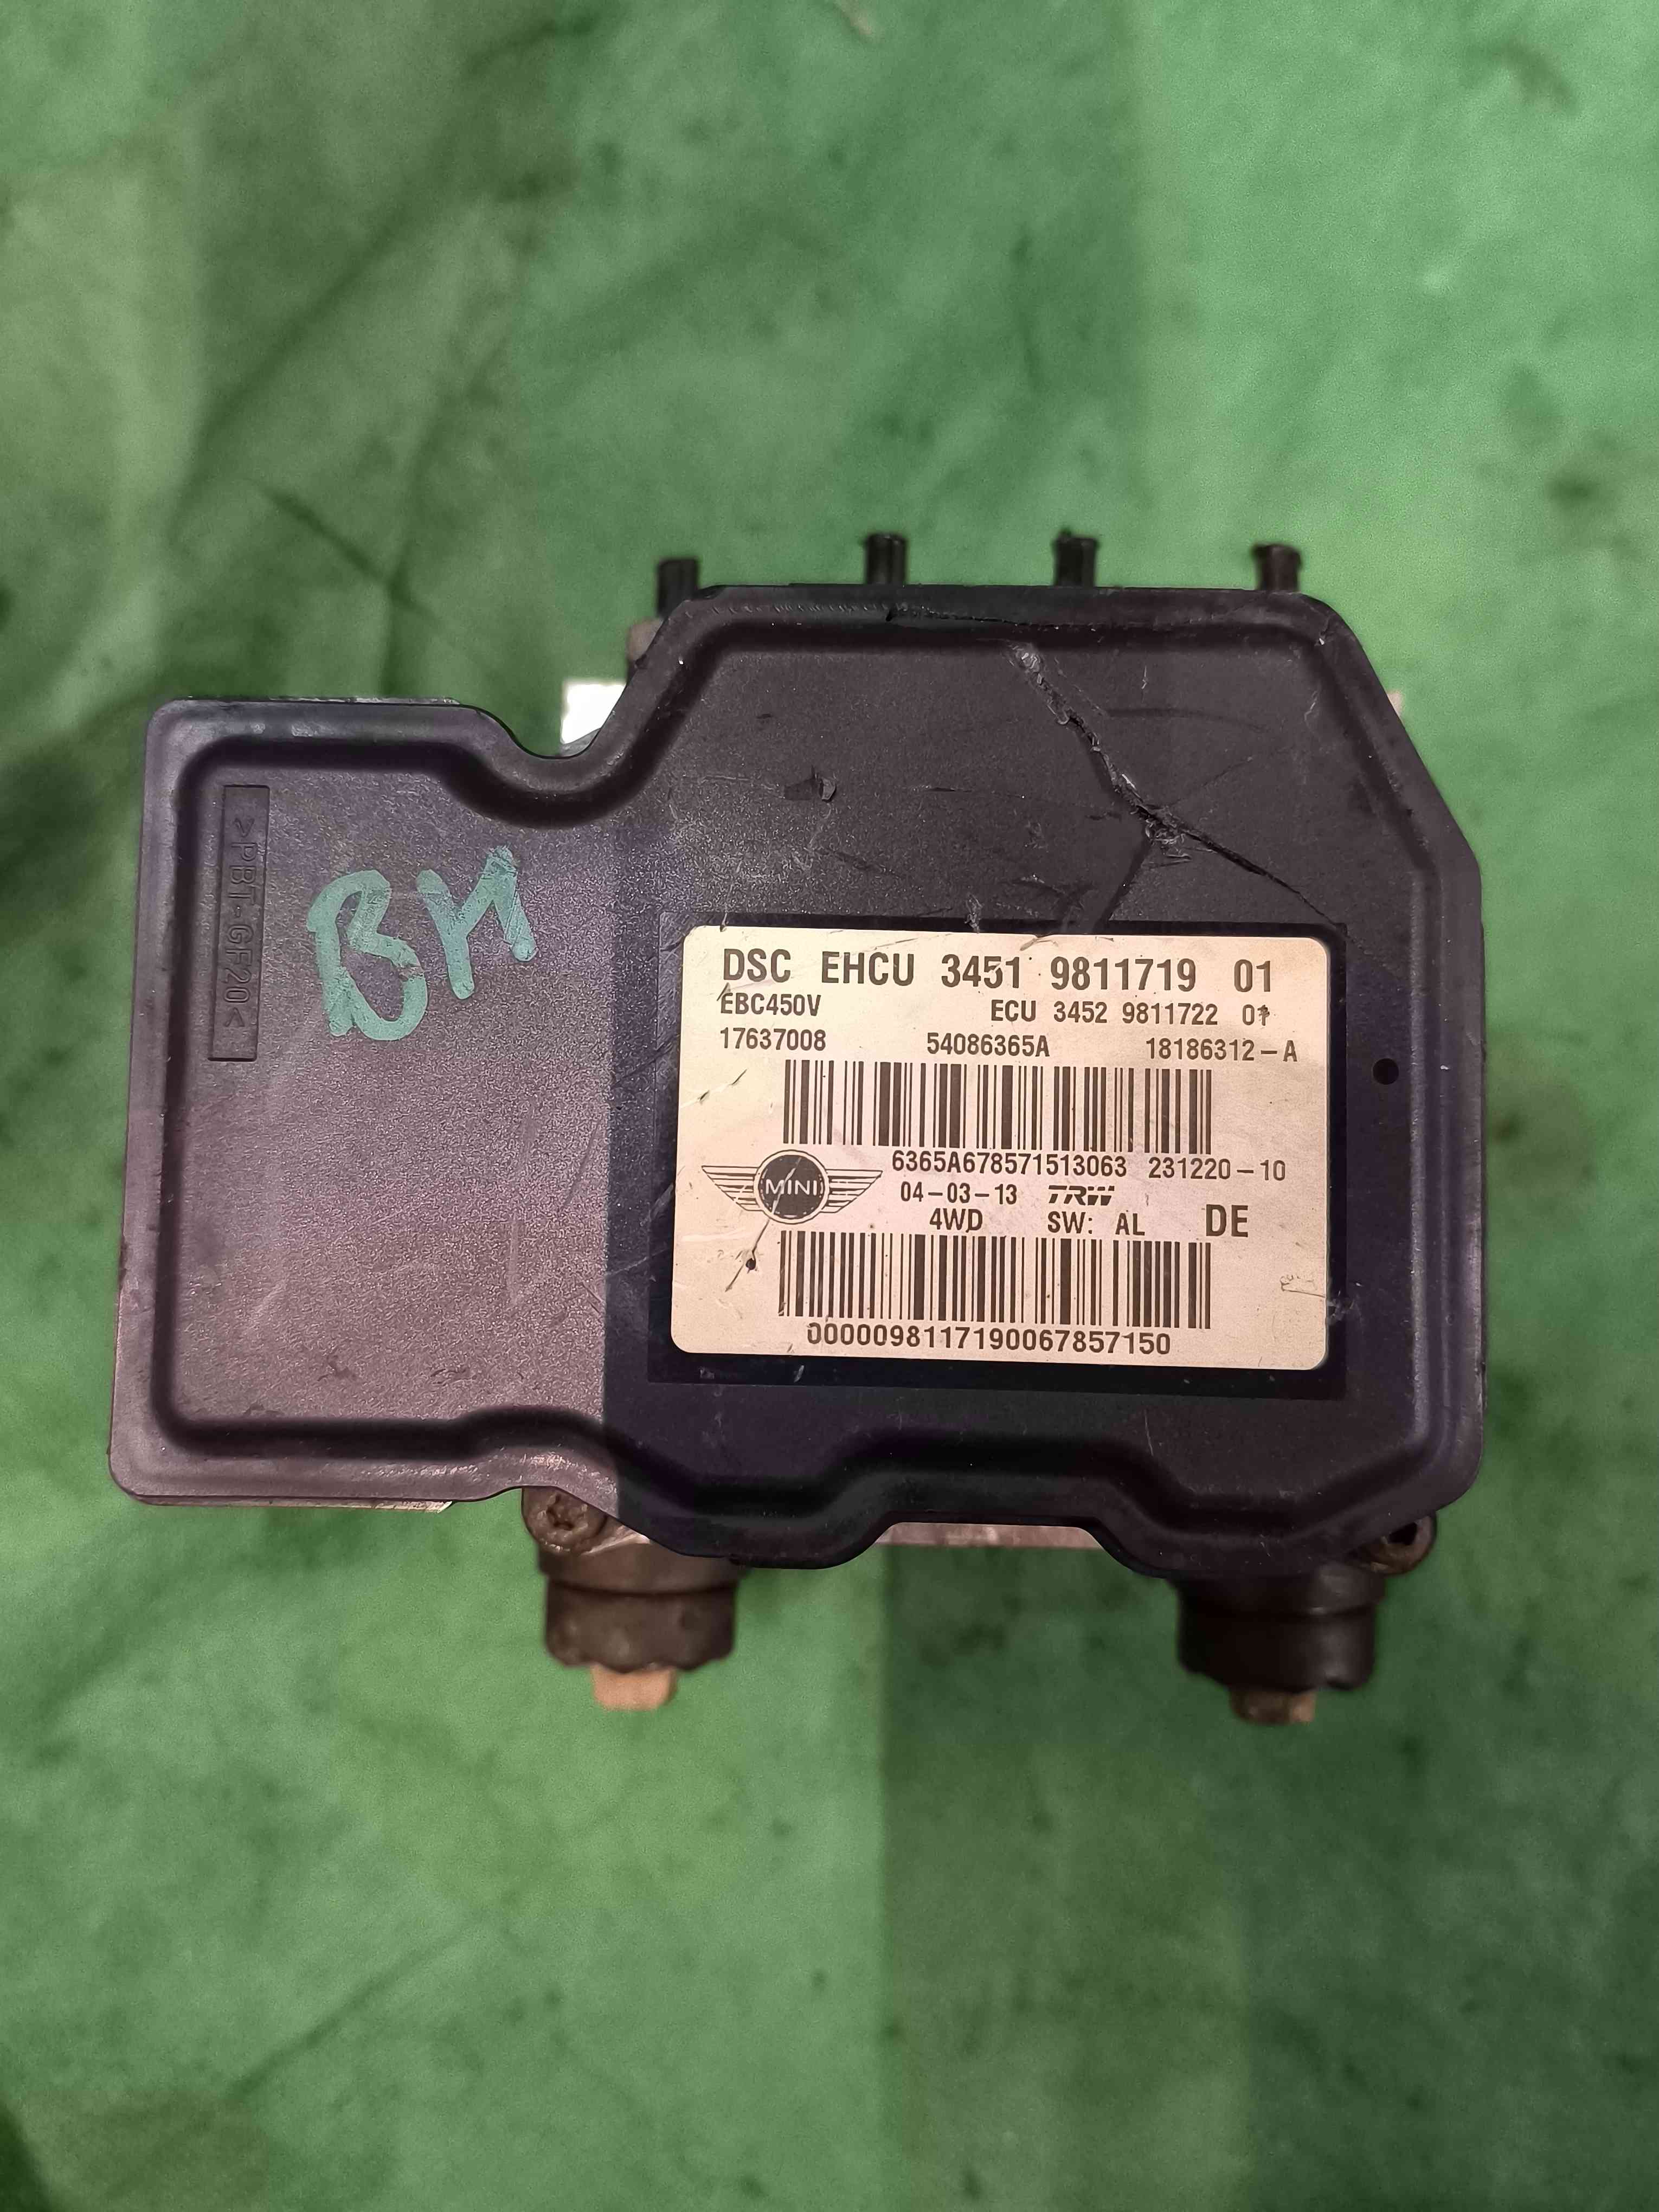 >PBT-GF20<
BM
DSC EHCU 3451 9811719 01
EBC450V ECU 3452 9811722 01
17637008 54086365A 18186312-A
6365A678571513063 231220-10
MINI 04-03-13 TRW
4WD SW: AL DE
0000098117190067857150